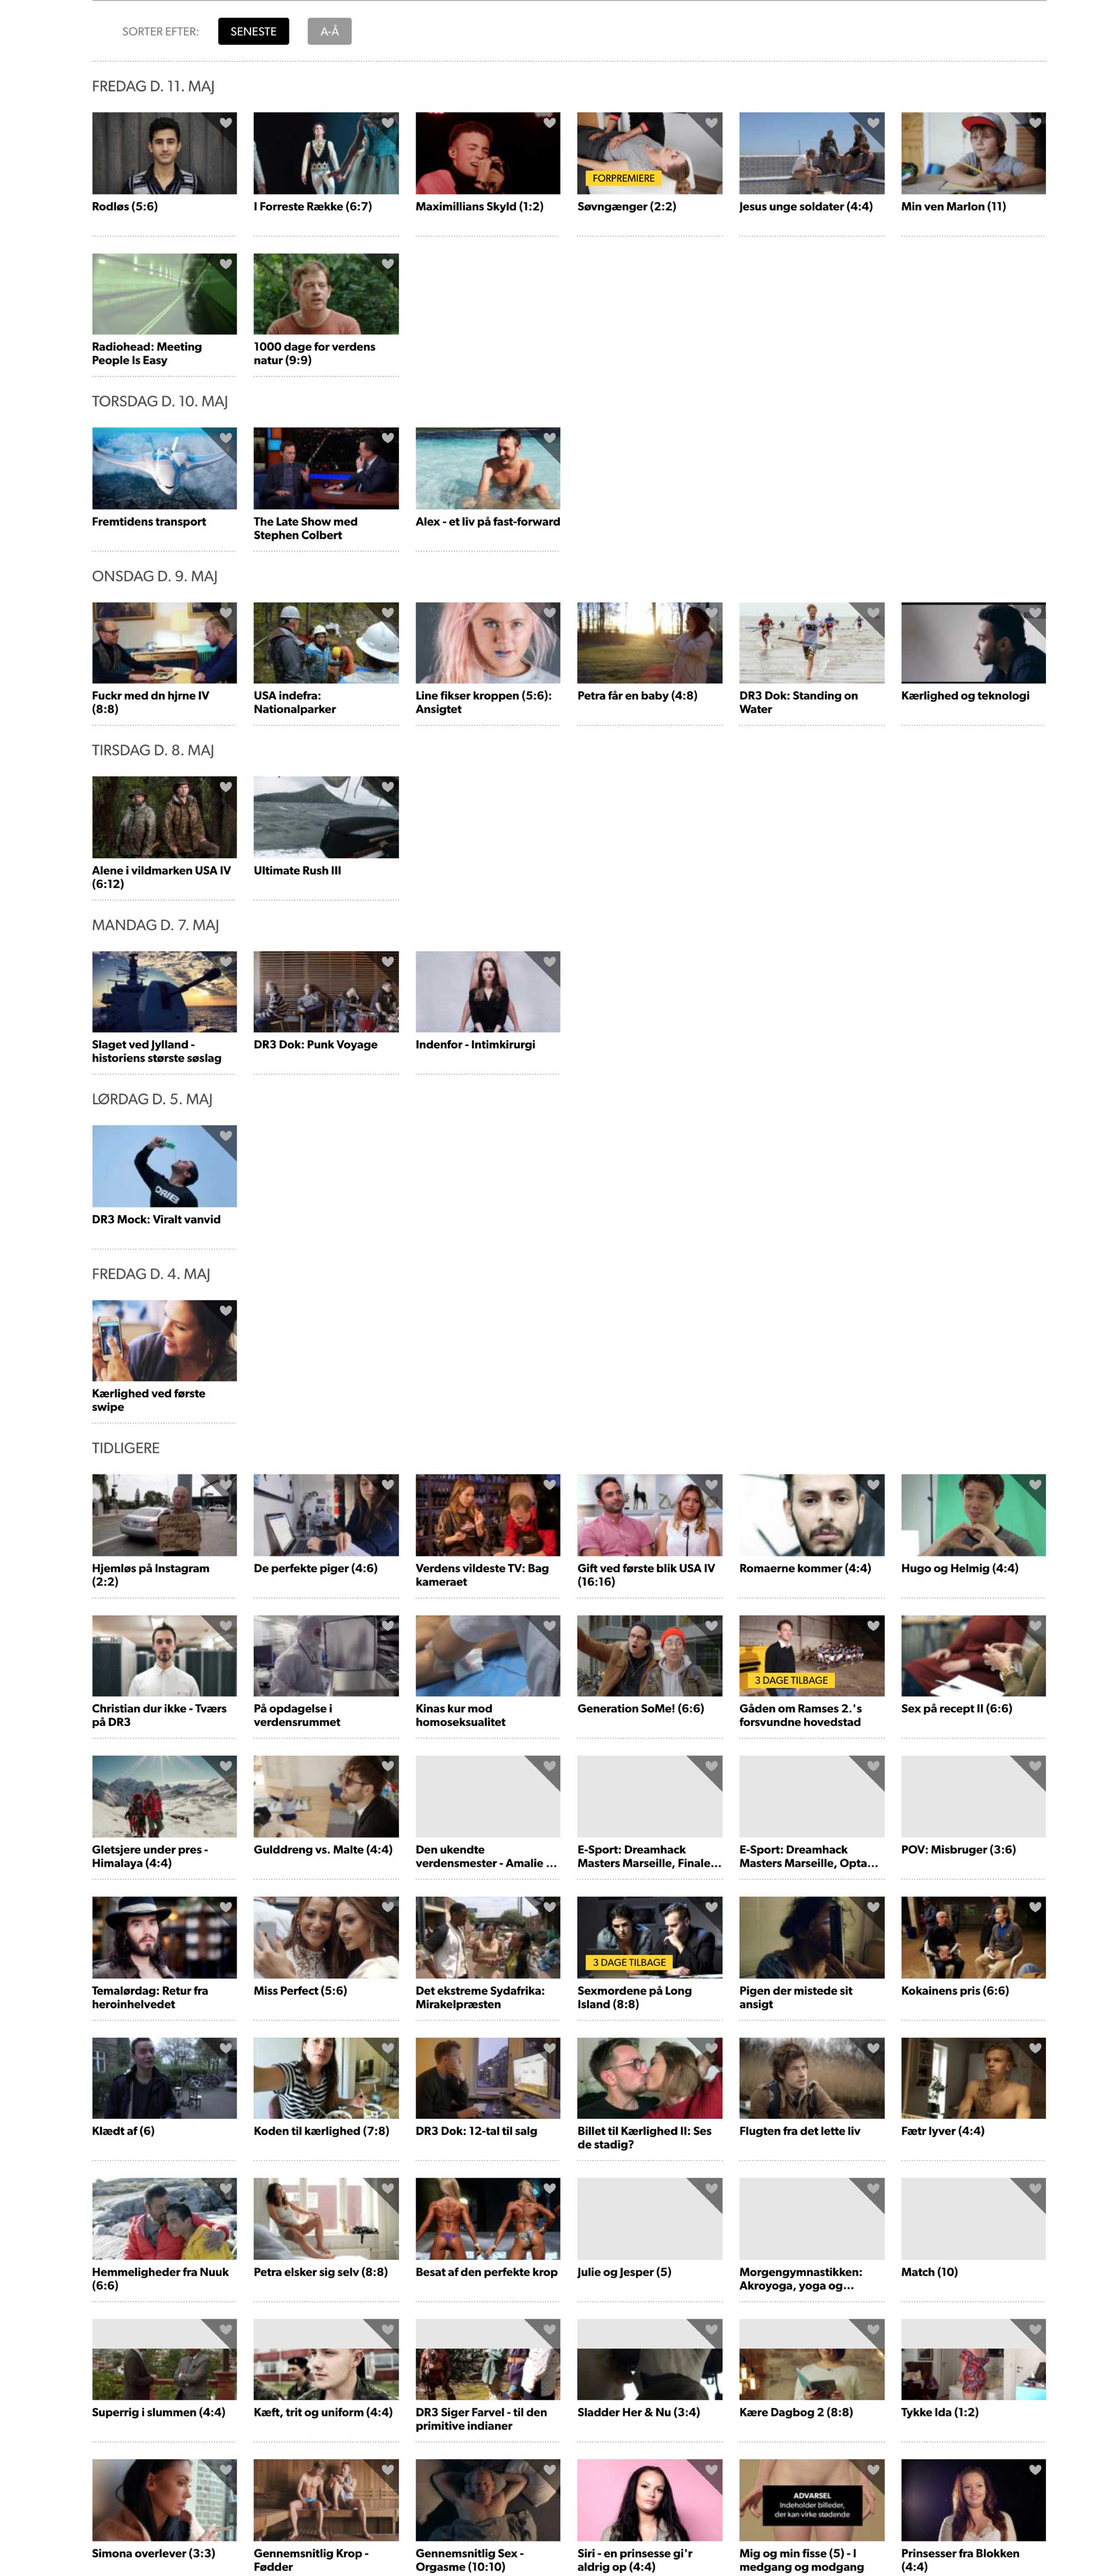 SORTER EFTER: SENESTE A-Å
FREDAG D. 11. MAJ
FORPREMIERE
Rodløs (5:6)
I Forreste Række (6:7)
Maximillians Skyld (1:2)
Søvngænger (2:2)
Jesus unge soldater (4:4)
Min ven Marlon (11)
Radiohead: Meeting
People Is Easy
1000 dage for verdens
natur (9:9)
TORSDAG D. 10. MAJ
Fremtidens transport
The Late Show med
Stephen Colbert
Alex - et liv på fast-forward
ONSDAG D. 9. MAJ
Fuckr med dn hjrne IV
(8:8)
USA indefra:
Nationalparker
Line fikser kroppen (5:6):
Ansigtet
Petra får en baby (4:8)
DR3 Dok: Standing on
Water
Kærlighed og teknologi
TIRSDAG D. 8. MAJ
Alene i vildmarken USA IV
(6:12)
Ultimate Rush III
MANDAG D. 7. MAJ
Slaget ved Jylland -
historiens største søslag
DR3 Dok: Punk Voyage
Indenfor - Intimkirurgi
LØRDAG D. 5. MAJ
DR3 Mock: Viralt vanvid
FREDAG D. 4. MAJ
Kærlighed ved første
swipe
TIDLIGERE
Hjemløs på Instagram
(2:2)
De perfekte piger (4:6)
Verdens vildeste TV: Bag
kameraet
Gift ved første blik USA IV
(16:16)
Romaerne kommer (4:4)
Hugo og Helmig (4:4)
Christian dur ikke - Tværs
på DR3
På opdagelse i
verdensrummet
Kinas kur mod
homoseksualitet
Generation SoMe! (6:6)
3 DAGE TILBAGE
Gåden om Ramses 2.'s
forsvundne hovedstad
Sex på recept II (6:6)
Gletsjere under pres -
Himalaya (4:4)
Gulddreng vs. Malte (4:4)
Den ukendte
verdensmester - Amalie ...
E-Sport: Dreamhack
Masters Marseille, Finale...
E-Sport: Dreamhack
Masters Marseille, Opta...
POV: Misbruger (3:6)
Temalørdag: Retur fra
heroinhelvedet
Miss Perfect (5:6)
Det ekstreme Sydafrika:
Mirakelpræsten
3 DAGE TILBAGE
Sexmordene på Long
Island (8:8)
Pigen der mistede sit
ansigt
Kokainens pris (6:6)
Klædt af (6)
Koden til kærlighed (7:8)
DR3 Dok: 12-tal til salg
Billet til Kærlighed II: Ses
de stadig?
Flugten fra det lette liv
Fætr lyver (4:4)
Hemmeligheder fra Nuuk
(6:6)
Petra elsker sig selv (8:8)
Besat af den perfekte krop
Julie og Jesper (5)
Morgengymnastikken:
Akroyoga, yoga og...
Match (10)
Superrig i slummen (4:4)
Kæft, trit og uniform (4:4)
DR3 Siger Farvel - til den
primitive indianer
Sladder Her & Nu (3:4)
Kære Dagbog 2 (8:8)
Tykke Ida (1:2)
Simona overlever (3:3)
Gennemsnitlig Krop -
Fødder
Gennemsnitlig Sex -
Orgasme (10:10)
Siri - en prinsesse gi'r
aldrig op (4:4)
ADVARSEL
Indeholder billeder,
der kan virke stødende
Mig og min fisse (5) - I
medgang og modgang
Prinsesser fra Blokken
(4:4)